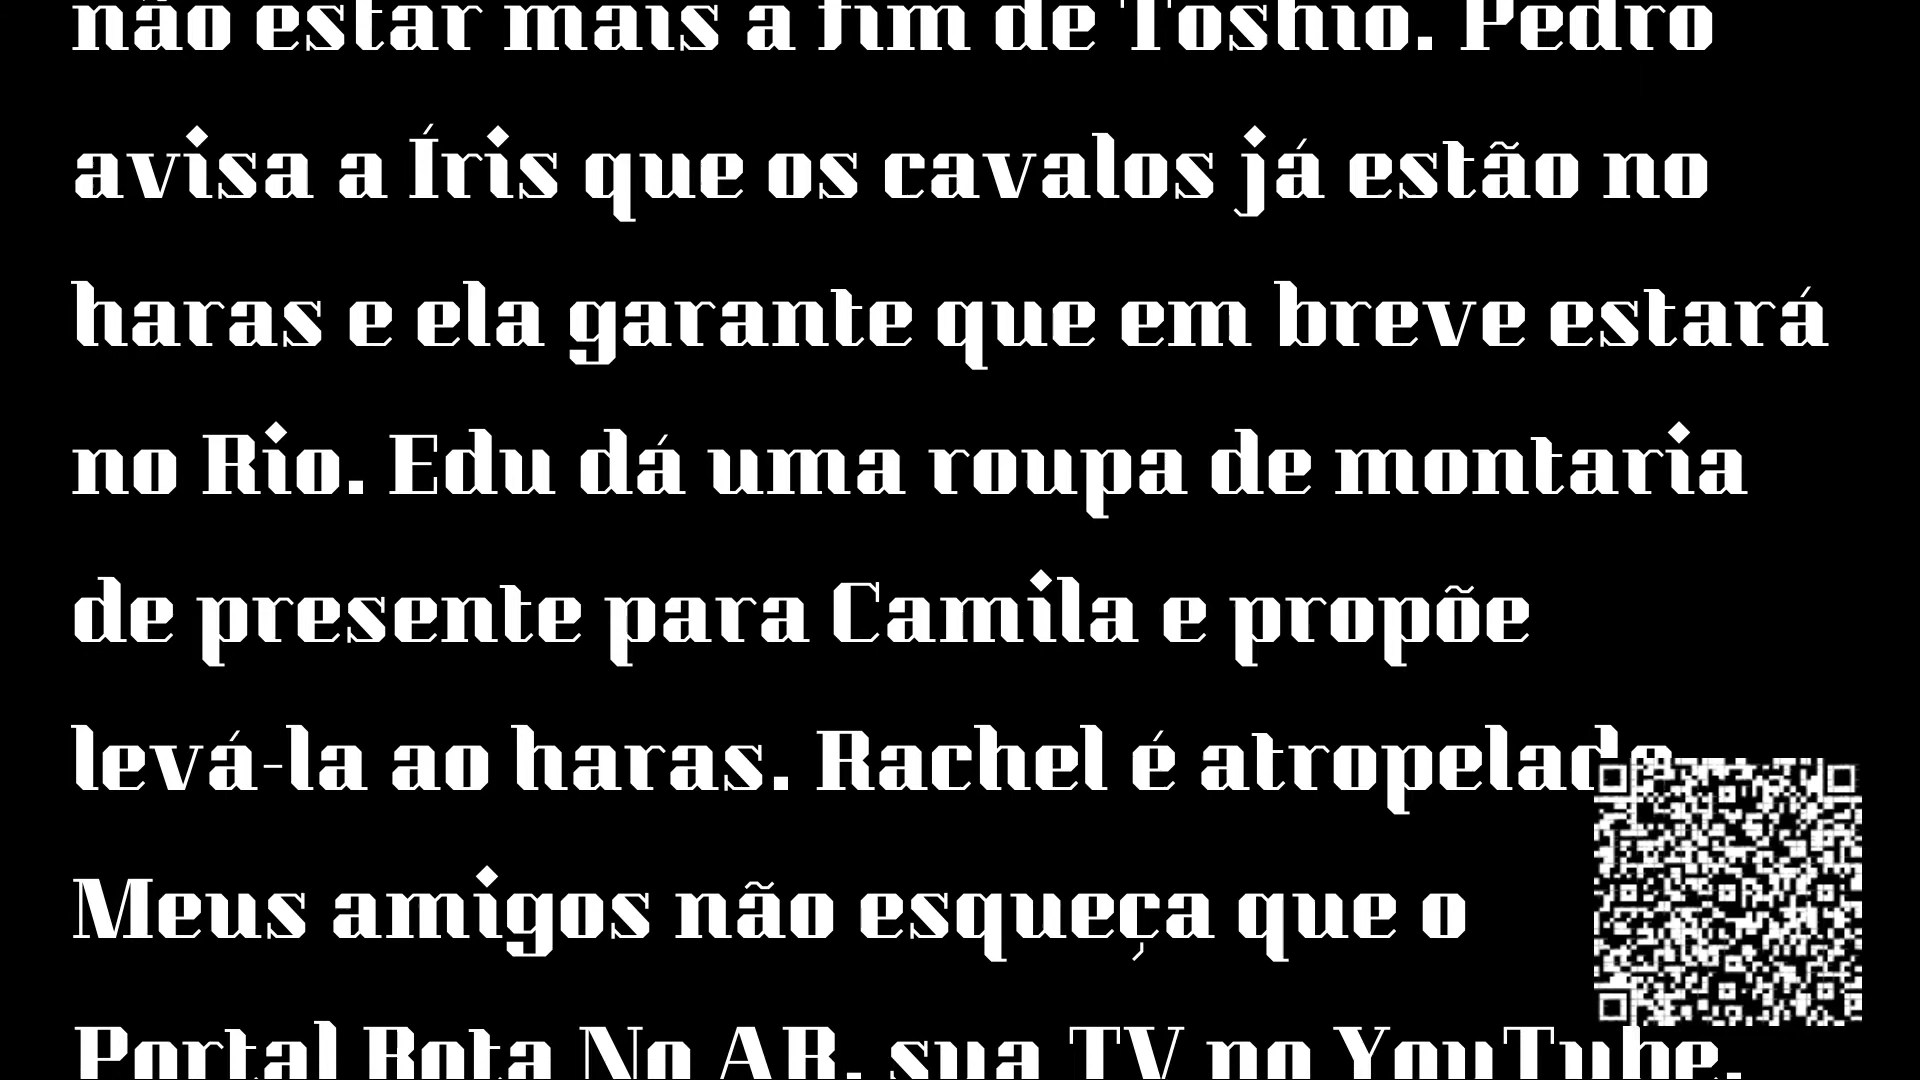 não estar mais a fim de Toshio. Pedro
avisa a Íris que os cavalos já estão no
haras e ela garante que em breve estará
no Rio. Edu dá uma roupa de montaria
de presente para Camila e propõe
levá-la ao haras. Rachel é
Meus amigos não esqueça que o
Portal Bota No AR, sua TV no YouTube,